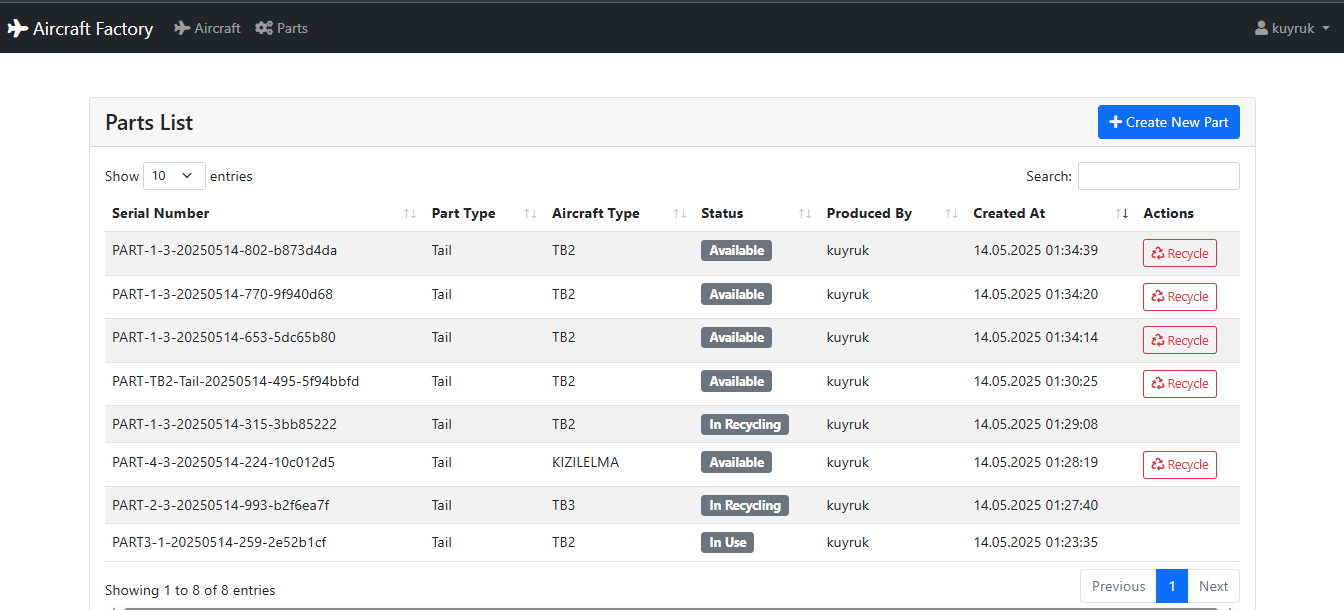 Aircraft Factory Aircraft Parts kuyruk
Parts List Create New Part
Show 10 entries Search:
Serial Number Part Type Aircraft Type Status Produced By Created At Actions
PART-1-3-20250514-802-b873d4da Tail TB2 Available kuyruk 14.05.2025 01:34:39 Recycle
PART-1-3-20250514-770-9f940d68 Tail TB2 Available kuyruk 14.05.2025 01:34:20 Recycle
PART-1-3-20250514-653-5dc65b80 Tail TB2 Available kuyruk 14.05.2025 01:34:14 Recycle
PART-TB2-Tail-20250514-495-5f94bbfd Tail TB2 Available kuyruk 14.05.2025 01:30:25 Recycle
PART-1-3-20250514-315-3bb85222 Tail TB2 In Recycling kuyruk 14.05.2025 01:29:08
PART-4-3-20250514-224-10c012d5 Tail KIZILELMA Available kuyruk 14.05.2025 01:28:19 Recycle
PART-2-3-20250514-993-b2f6ea7f Tail TB3 In Recycling kuyruk 14.05.2025 01:27:40
PART3-1-20250514-259-2e52b1cf Tail TB2 In Use kuyruk 14.05.2025 01:23:35
Showing 1 to 8 of 8 entries Previous 1 Next